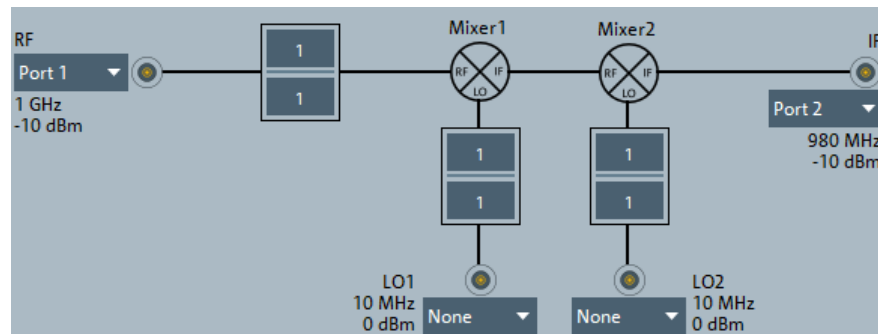 RF
Port 1
1 GHz
-10 dBm
1
1
Mixer1
RF IF
LO
Mixer2
RF IF
LO
IF
Port 2
980 MHz
-10 dBm
1
1
1
1
LO1
10 MHz
0 dBm
None
None
LO2
10 MHz
0 dBm